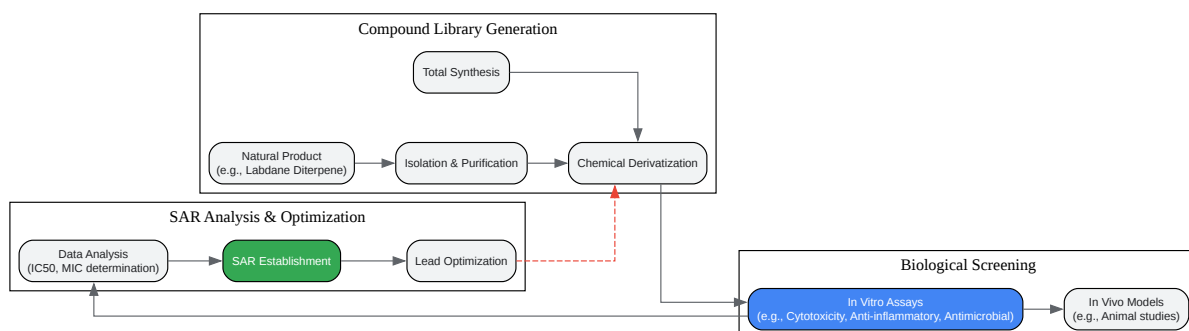 Compound Library Generation
Total Synthesis
Natural Product
(e.g., Labdane Diterpene)
Isolation & Purification
Chemical Derivatization
SAR Analysis & Optimization
Data Analysis
(IC50, MIC determination)
SAR Establishment
Lead Optimization
Biological Screening
In Vitro Assays
(e.g., Cytotoxicity, Anti-inflammatory, Antimicrobial)
In Vivo Models
(e.g., Animal studies)